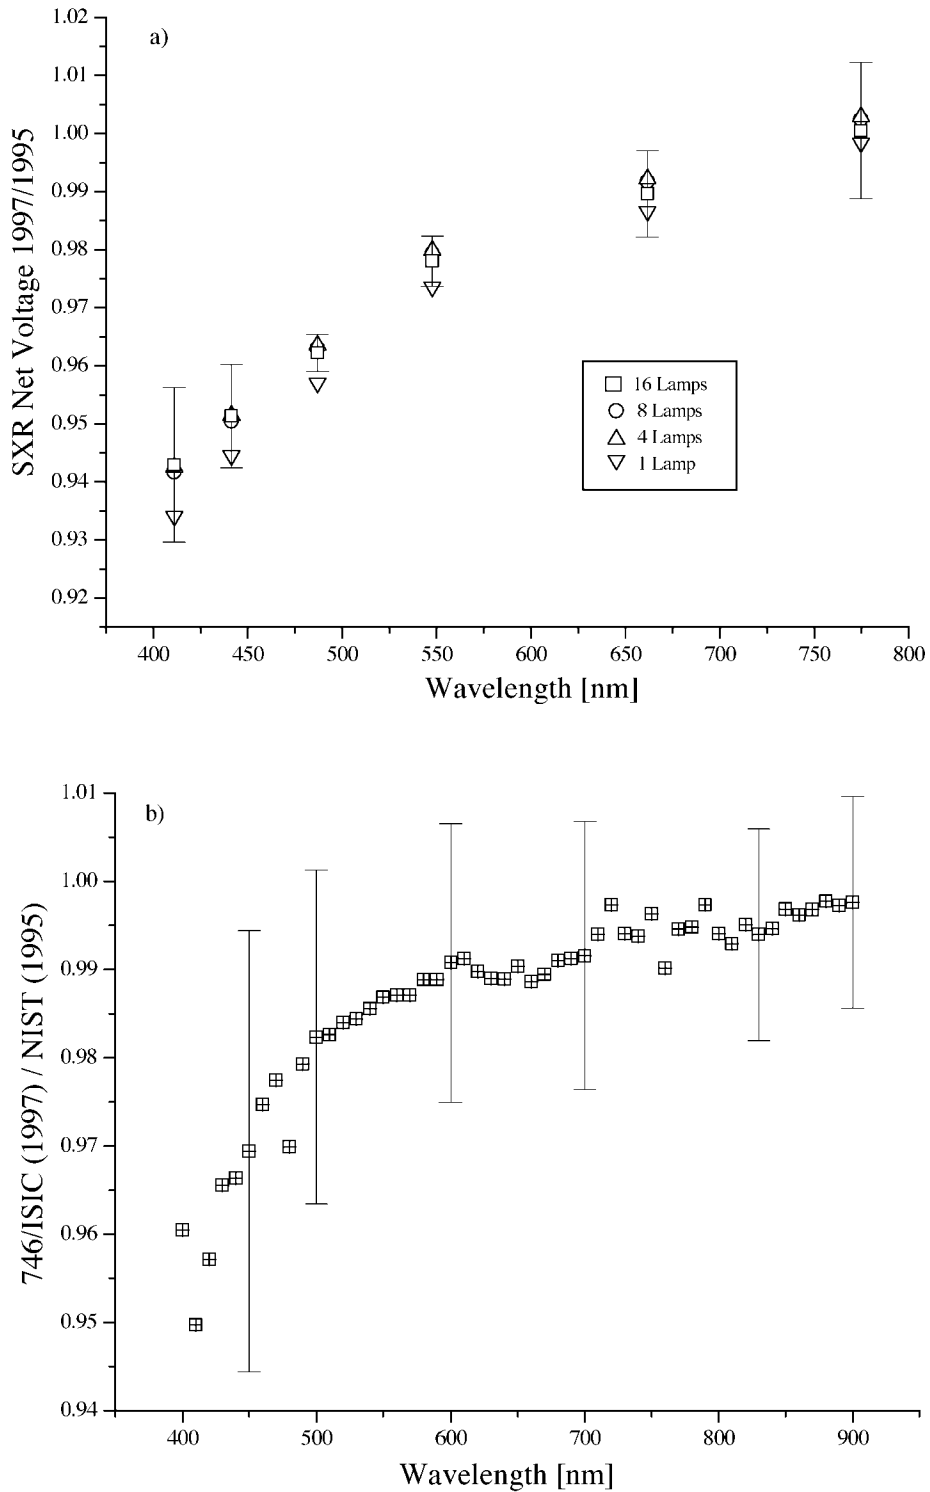 a)
1.02
1.01
1.00
0.99
0.98
0.97
0.96
0.95
0.94
0.93
0.92
SXR Net Voltage 1997/1995
16 Lamps
8 Lamps
4 Lamps
1 Lamp
400 450 500 550 600 650 700 750 800
Wavelength [nm]
b)
1.01
1.00
0.99
0.98
0.97
0.96
0.95
0.94
746/ISIC (1997) / NIST (1995)
400 500 600 700 800 900
Wavelength [nm]